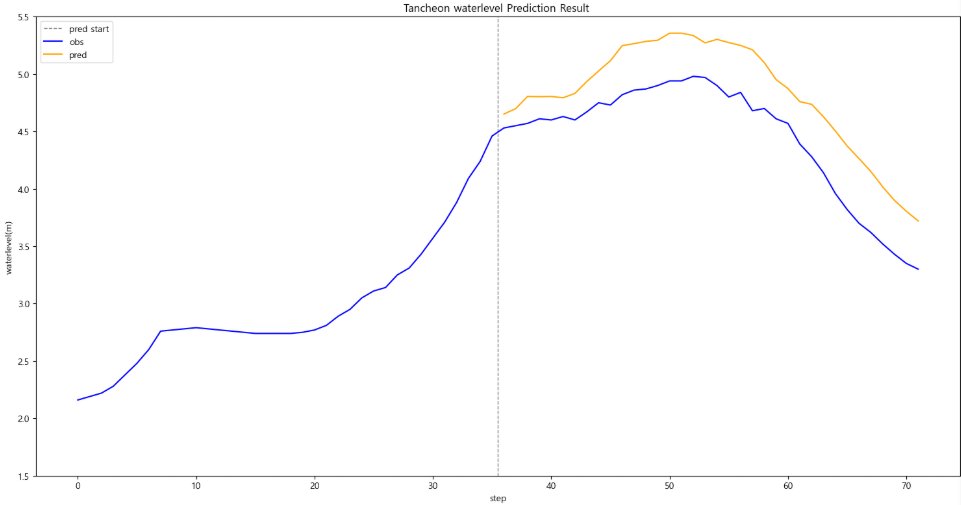 Tancheon waterlevel Prediction Result
pred start
obs
pred
5.5
5.0
4.5
4.0
3.5
3.0
2.5
2.0
1.5
waterlevel(m)
0 10 20 30 40 50 60 70
step